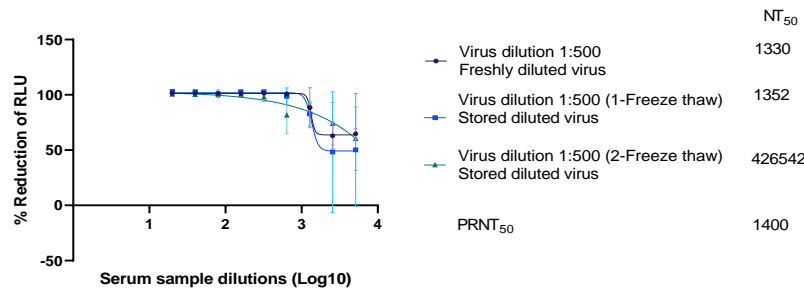 NT50
150
100
50
0
-50
1
2
3
4
% Reduction of RLU
Serum sample dilutions (Log10)
Virus dilution 1:500
Freshly diluted virus
1330
Virus dilution 1:500 (1-Freeze thaw)
Stored diluted virus
1352
Virus dilution 1:500 (2-Freeze thaw)
Stored diluted virus
426542
PRNT50
1400